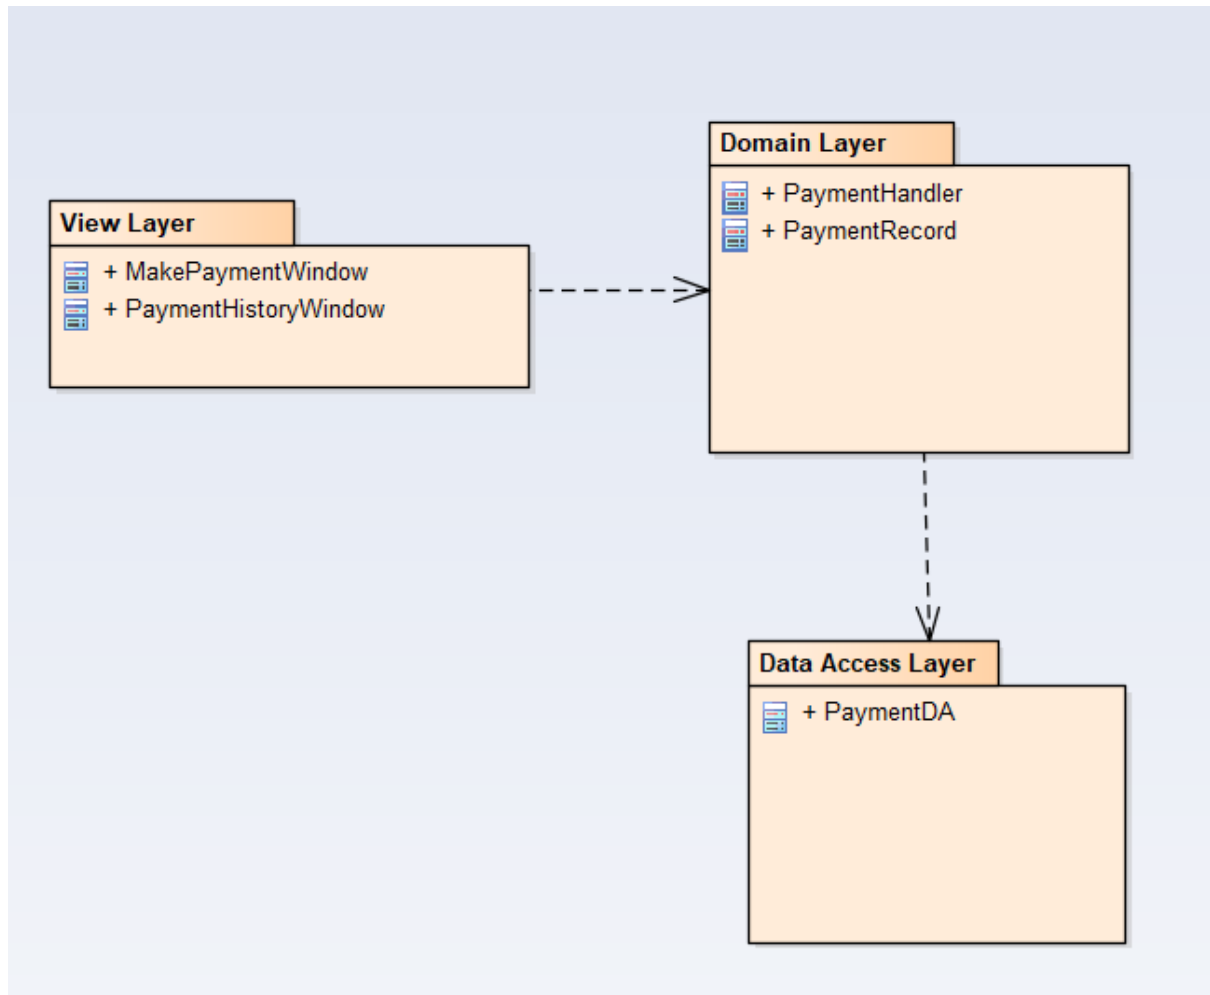 View Layer
+ MakePaymentWindow
+ PaymentHistoryWindow
Domain Layer
+ PaymentHandler
+ PaymentRecord
Data Access Layer
+ PaymentDA